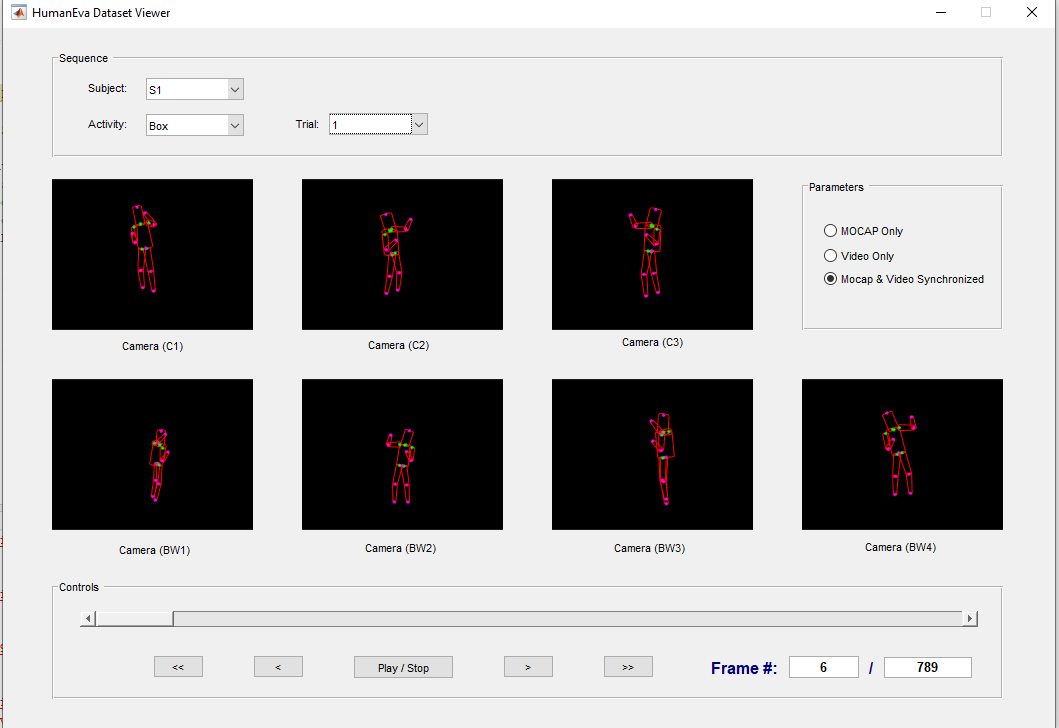 HumanEva Dataset Viewer
Sequence
Subject: S1
Activity: Box Trial: 1
Parameters
MOCAP Only
Video Only
Mocap & Video Synchronized
Camera (C1) Camera (C2) Camera (C3)
Camera (BW1) Camera (BW2) Camera (BW3) Camera (BW4)
Controls
<< < Play / Stop > >> Frame #: 6 / 789